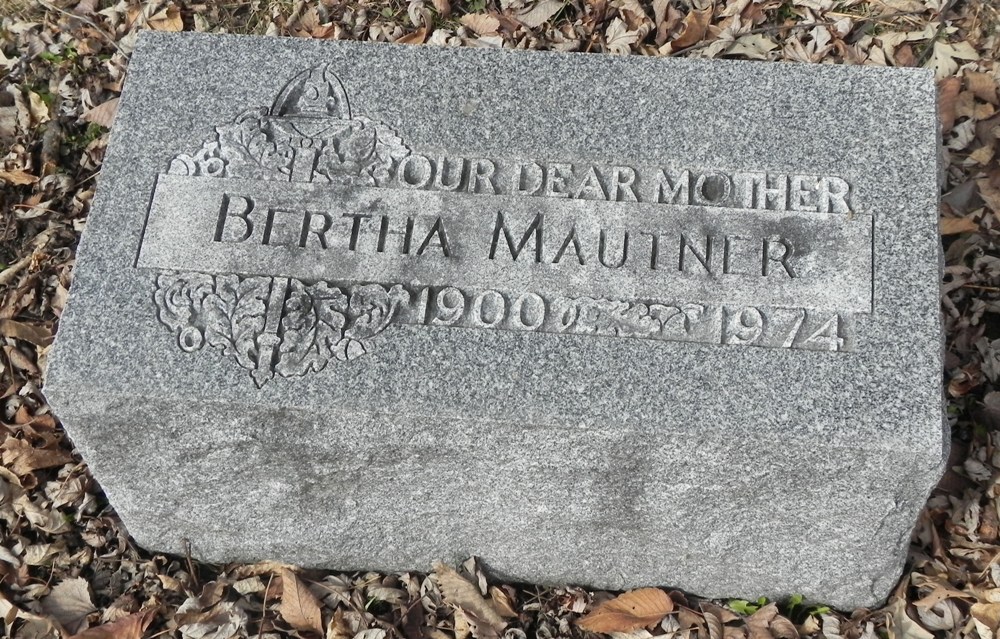 OUR DEAR MOTHER
BERTHA MAUTNER
1900 1974